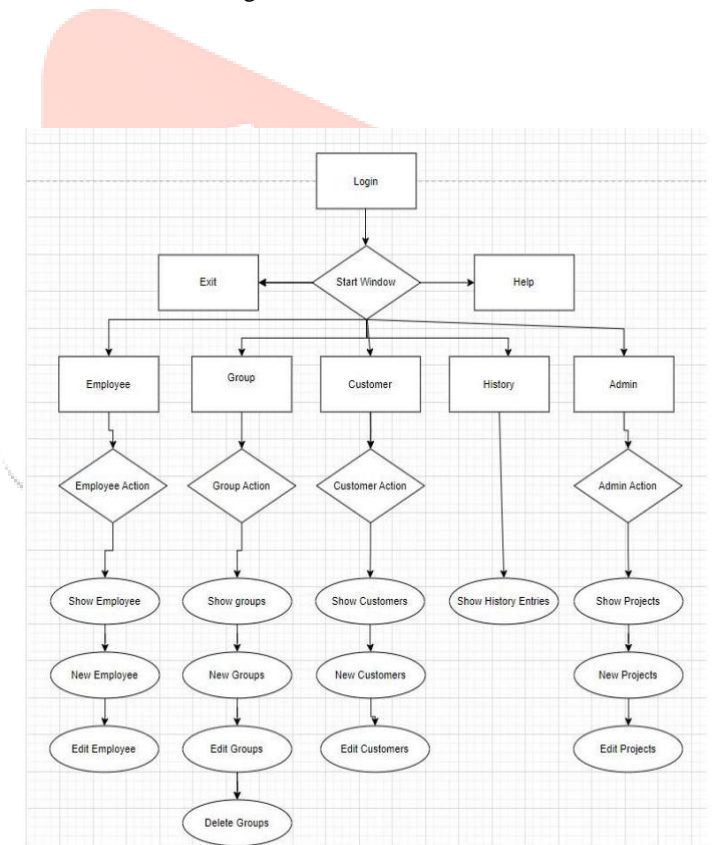 Login
Exit
Start Window
Help
Employee
Group
Customer
History
Admin
Employee Action
Group Action
Customer Action
Admin Action
Show Employee
Show groups
Show Customers
Show History Entries
Show Projects
New Employee
New Groups
New Customers
New Projects
Edit Employee
Edit Groups
Edit Customers
Edit Projects
Delete Groups